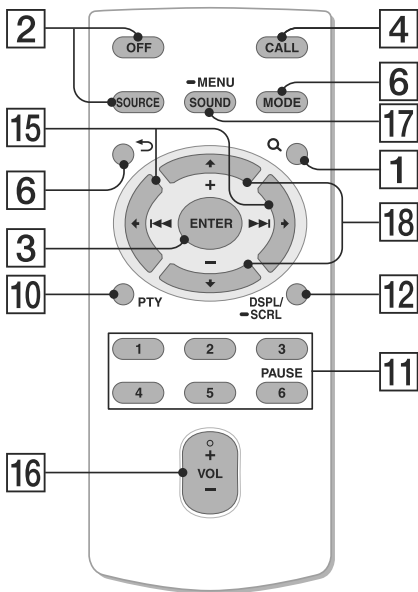 2
4
OFF
CALL
MENU
6
SOURCE
SOUND
MODE
15
17
6
1
+
ENTER
18
3
−
10
PTY
DSPL/
SCRL
12
1
2
3
PAUSE
11
4
5
6
16
+
VOL
−